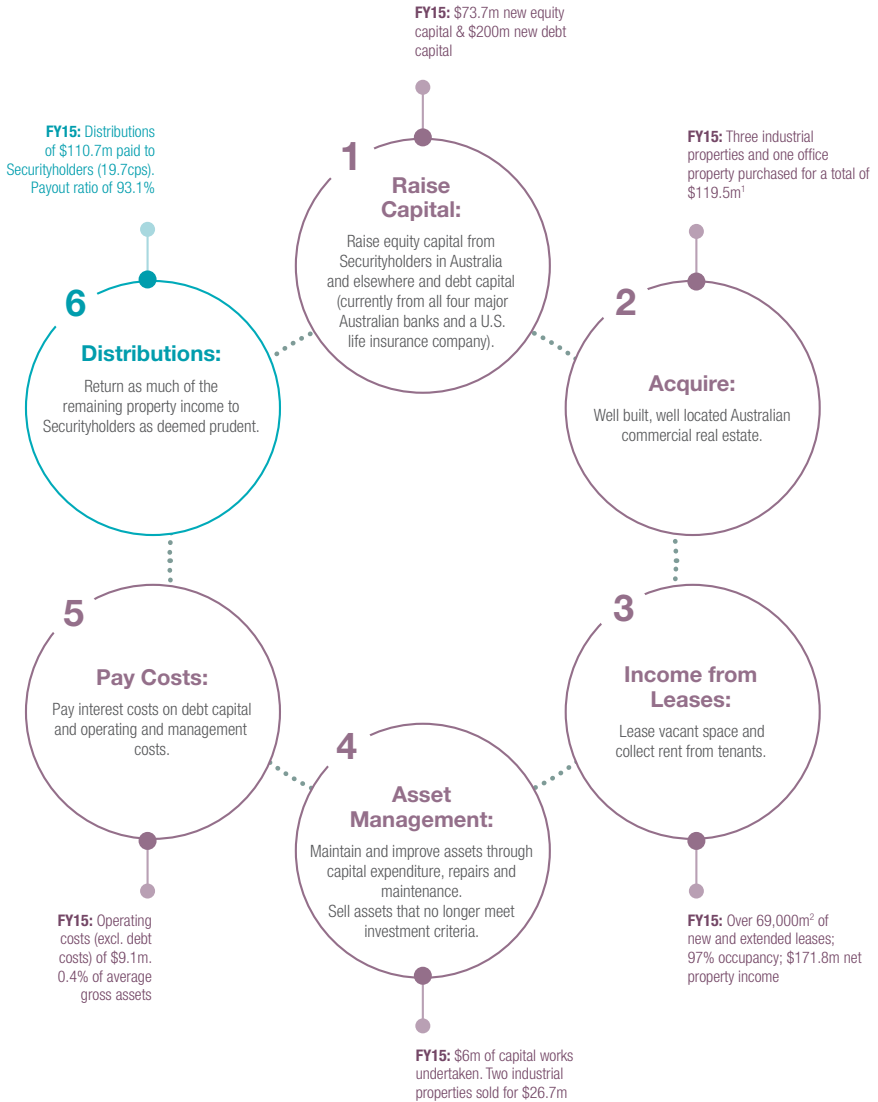 FY15: $73.7m new equity
capital & $200m new debt
capital
1
Raise
Capital:
Raise equity capital from
Securityholders in Australia
and elsewhere and debt capital
(currently from all four major
Australian banks and a U.S.
life insurance company).
FY15: Three industrial
properties and one office
property purchased for a total of
$119.5m¹
2
Acquire:
Well built, well located Australian
commercial real estate.
3
Income from
Leases:
Lease vacant space and
collect rent from tenants.
FY15: Over 69,000m² of
new and extended leases;
97% occupancy; $171.8m net
property income
4
Asset
Management:
Maintain and improve assets through
capital expenditure, repairs and
maintenance.
Sell assets that no longer meet
investment criteria.
FY15: $6m of capital works
undertaken. Two industrial
properties sold for $26.7m
5
Pay Costs:
Pay interest costs on debt capital
and operating and management
costs.
FY15: Operating
costs (excl. debt
costs) of $9.1m.
0.4% of average
gross assets
FY15: Distributions
of $110.7m paid to
Securityholders (19.7cps).
Payout ratio of 93.1%
6
Distributions:
Return as much of the
remaining property income to
Securityholders as deemed prudent.